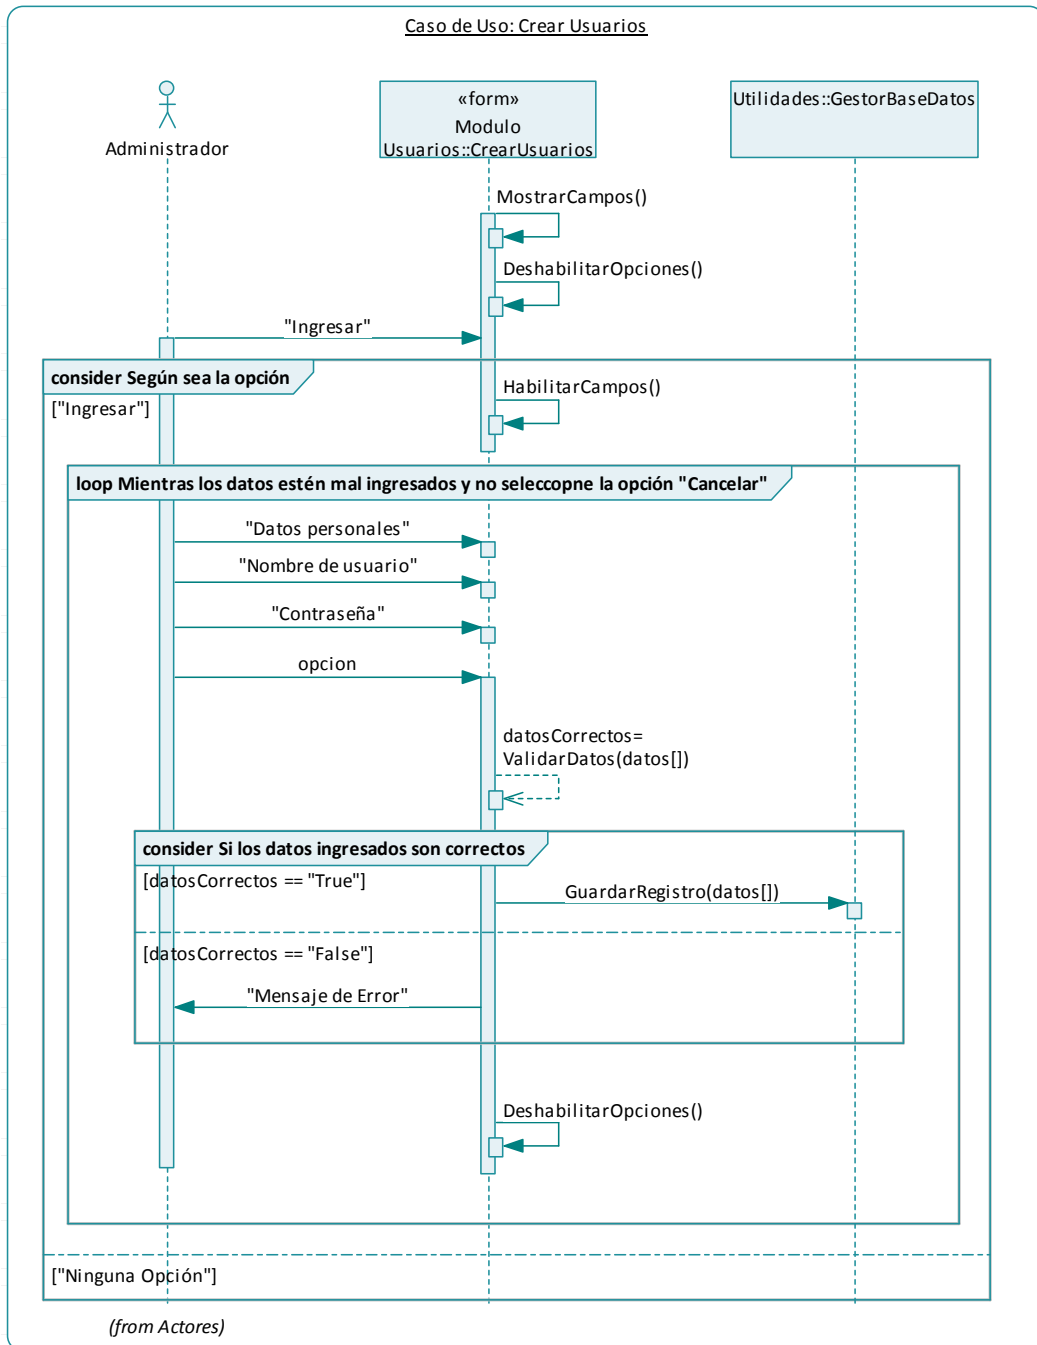 Caso de Uso: Crear Usuarios
«form»
Modulo
Usuarios::CrearUsuarios
Utilidades::GestorBaseDatos
Administrador
MostrarCampos()
DeshabilitarOpciones()
"Ingresar"
consider Según sea la opción
["Ingresar"]
HabilitarCampos()
loop Mientras los datos estén mal ingresados y no seleccopne la opción "Cancelar"
"Datos personales"
"Nombre de usuario"
"Contraseña"
opcion
datosCorrectos=
ValidarDatos(datos[])
consider Si los datos ingresados son correctos
[datosCorrectos == "True"]
GuardarRegistro(datos[])
[datosCorrectos == "False"]
"Mensaje de Error"
DeshabilitarOpciones()
["Ninguna Opción"]
(from Actores)